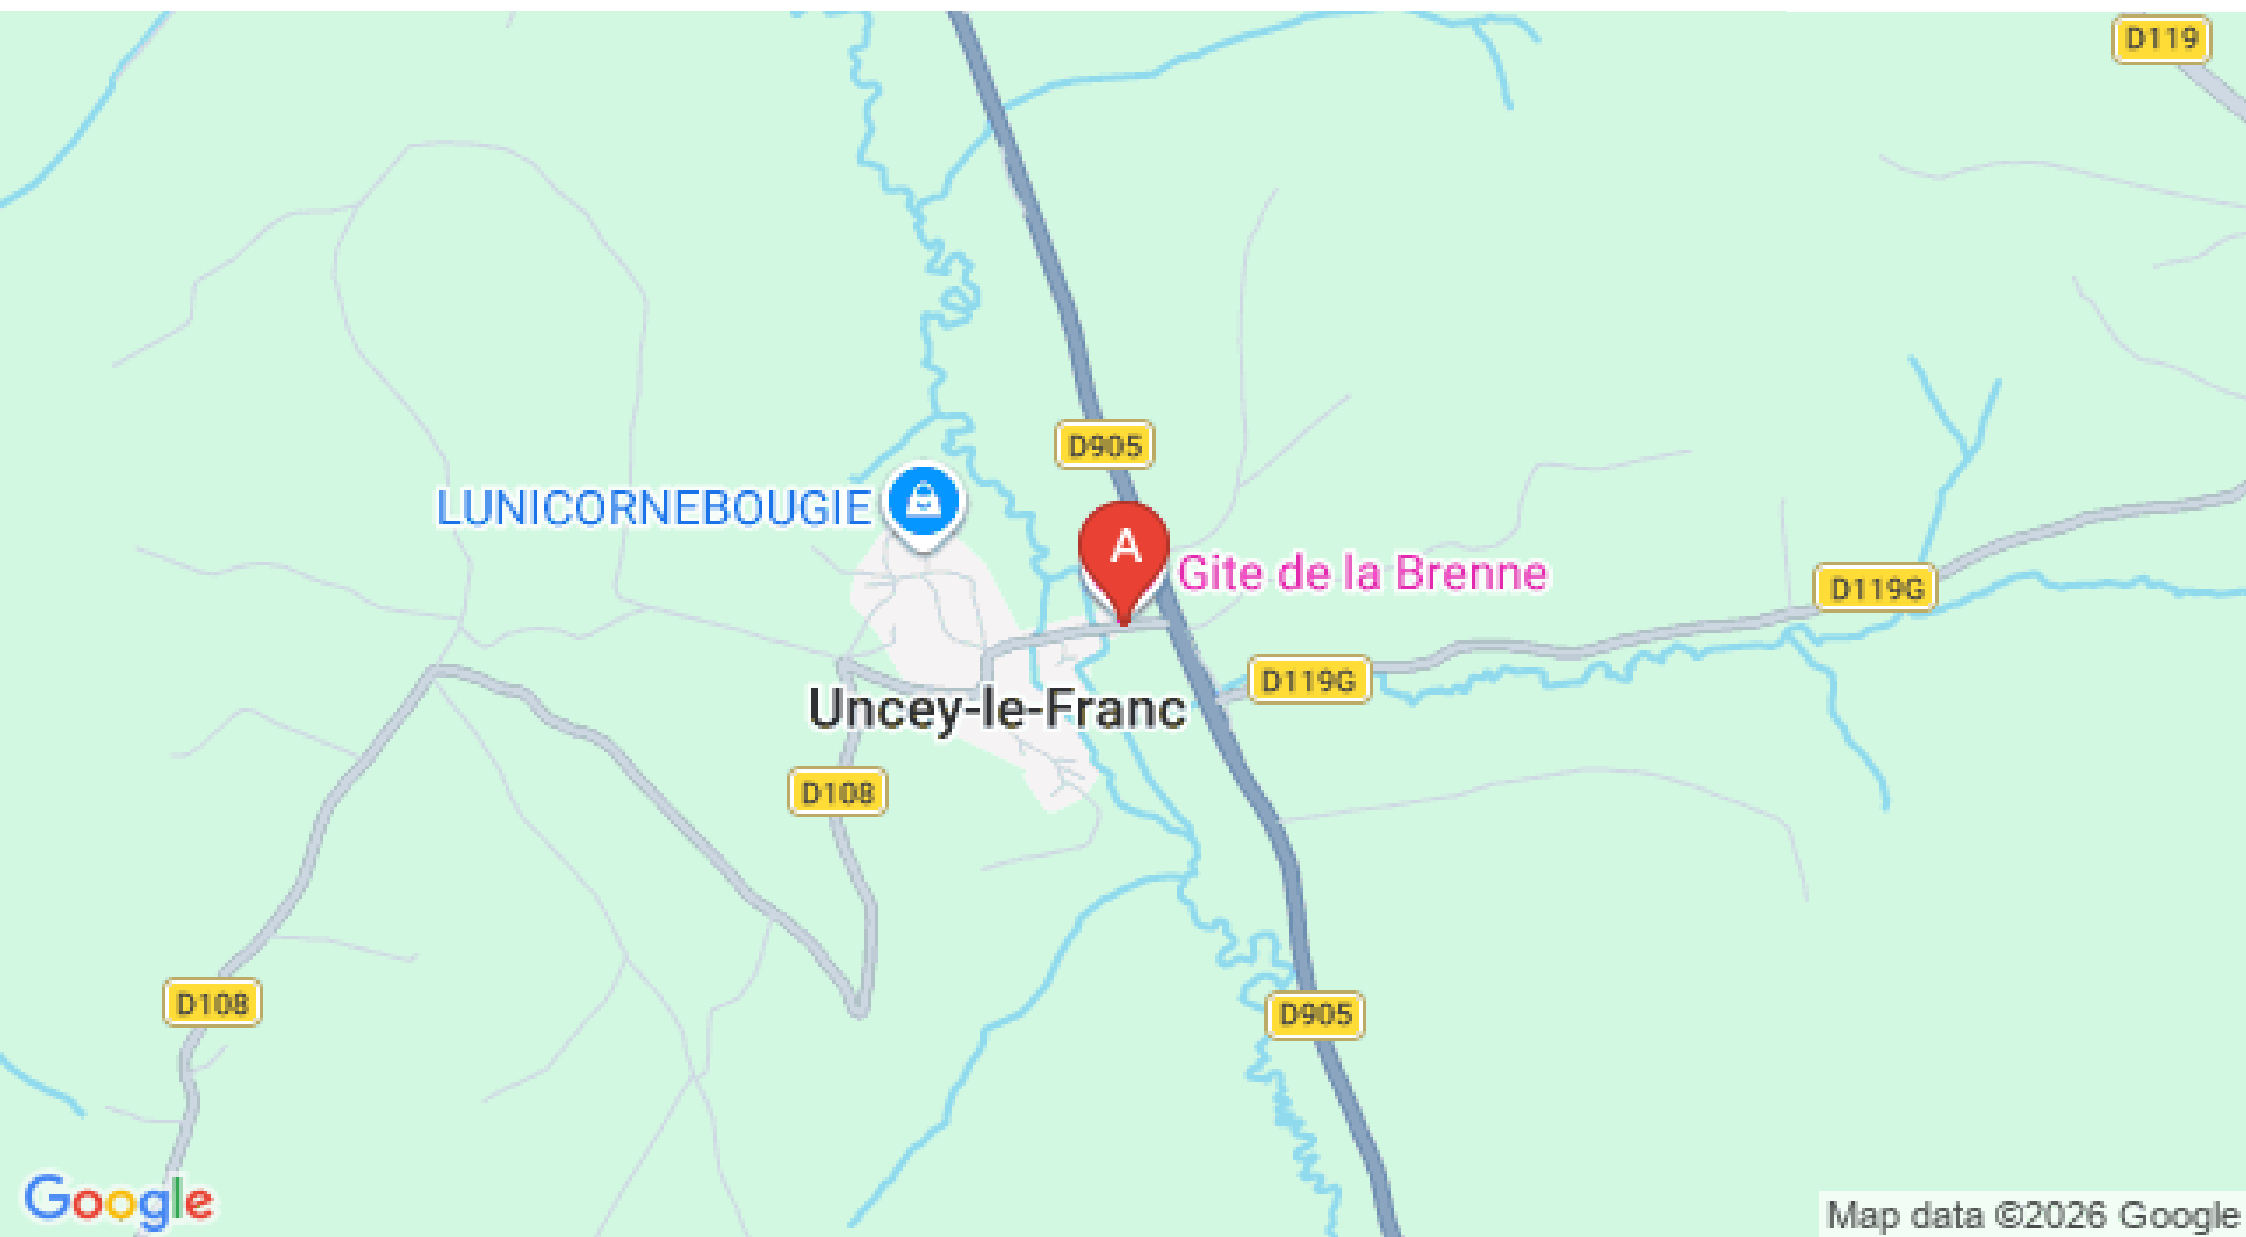 D119
D905
LUNICORNEBOUGIE
A
Gite de la Brenne
D119G
D119G
Uncey-le-Franc
D108
D108
D905
Google
Map data ©2026 Google